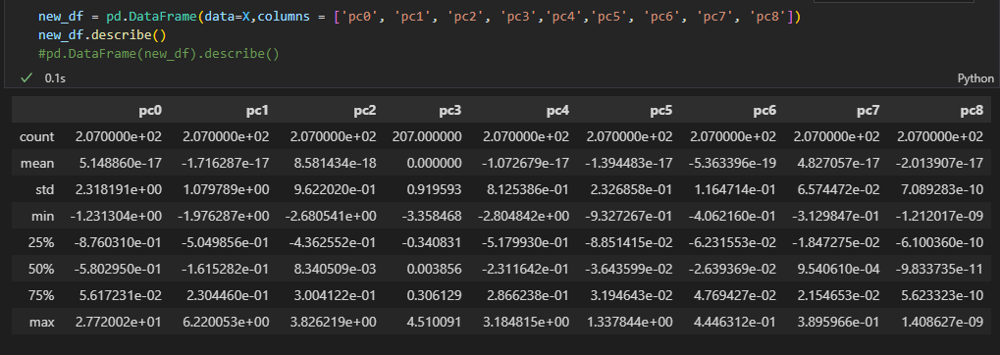 new_df = pd.DataFrame(data=X,columns = ['pc0', 'pc1', 'pc2', 'pc3','pc4','pc5', 'pc6', 'pc7', 'pc8'])
new_df.describe()
#pd.DataFrame(new_df).describe()
✓ 0.1s Python
pc0 pc1 pc2 pc3 pc4 pc5 pc6 pc7 pc8
count 2.070000e+02 2.070000e+02 2.070000e+02 207.000000 2.070000e+02 2.070000e+02 2.070000e+02 2.070000e+02 2.070000e+02
mean 5.148860e-17 -1.716287e-17 8.581434e-18 0.000000 -1.072679e-17 -1.394483e-17 -5.363396e-19 4.827057e-17 -2.013907e-17
std 2.318191e+00 1.079789e+00 9.622020e-01 0.919593 8.125386e-01 2.326858e-01 1.164714e-01 6.574472e-02 7.089283e-10
min -1.231304e+00 -1.976287e+00 -2.680541e+00 -3.358468 -2.804842e+00 -9.327267e-01 -4.062160e-01 -3.129847e-01 -1.212017e-09
25% -8.760310e-01 -5.049856e-01 -4.362552e-01 -0.340831 -5.179930e-01 -8.851415e-02 -6.231553e-02 -1.847275e-02 -6.100360e-10
50% -5.802950e-01 -1.615282e-01 8.340509e-03 0.003856 -2.311642e-01 -3.643599e-02 -2.639369e-02 9.540610e-04 -9.833735e-11
75% 5.617231e-02 2.304460e-01 3.004122e-01 0.306129 2.866238e-01 3.194643e-02 4.769427e-02 2.154653e-02 5.623323e-10
max 2.772002e+01 6.220053e+00 3.826219e+00 4.510091 3.184815e+00 1.337844e+00 4.446312e-01 3.895966e-01 1.408627e-09